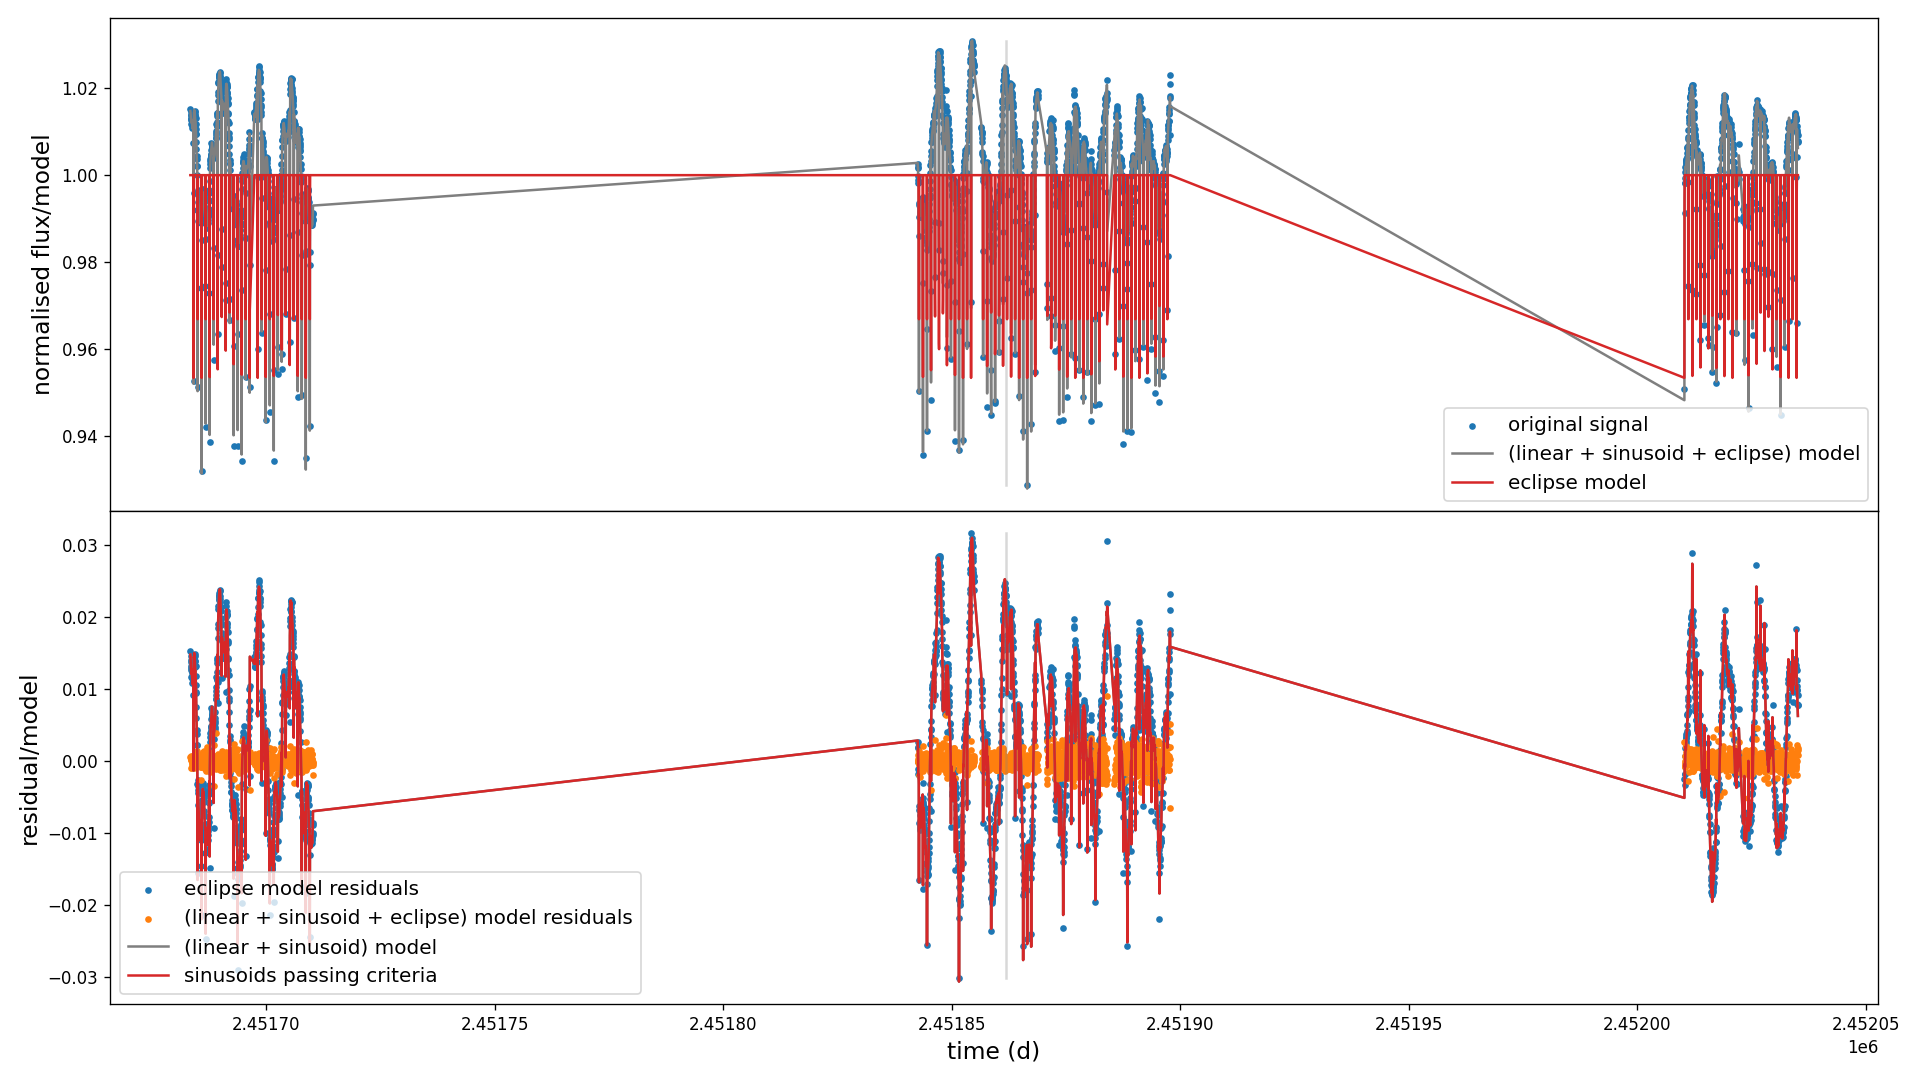 normalised flux/model
1.02
1.00
0.98
0.96
0.94
original signal
(linear + sinusoid + eclipse) model
eclipse model
residual/model
0.03
0.02
0.01
0.00
−0.01
−0.02
−0.03
eclipse model residuals
(linear + sinusoid + eclipse) model residuals
(linear + sinusoid) model
sinusoids passing criteria
2.45170 2.45175 2.45180 2.45185 2.45190 2.45195 2.45200 2.45205
1e6
time (d)